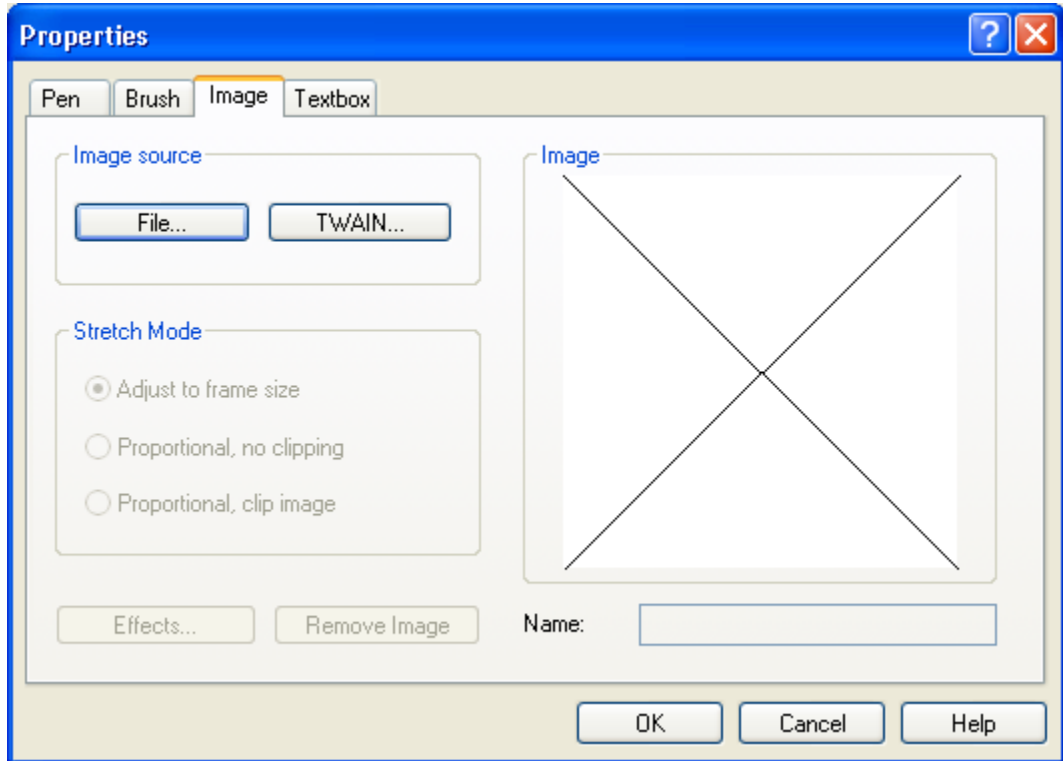 Properties
Pen Brush Image Textbox
Image source
File... TWAIN...
Stretch Mode
Adjust to frame size
Proportional, no clipping
Proportional, clip image
Effects... Remove Image
Image
Name:
OK Cancel Help